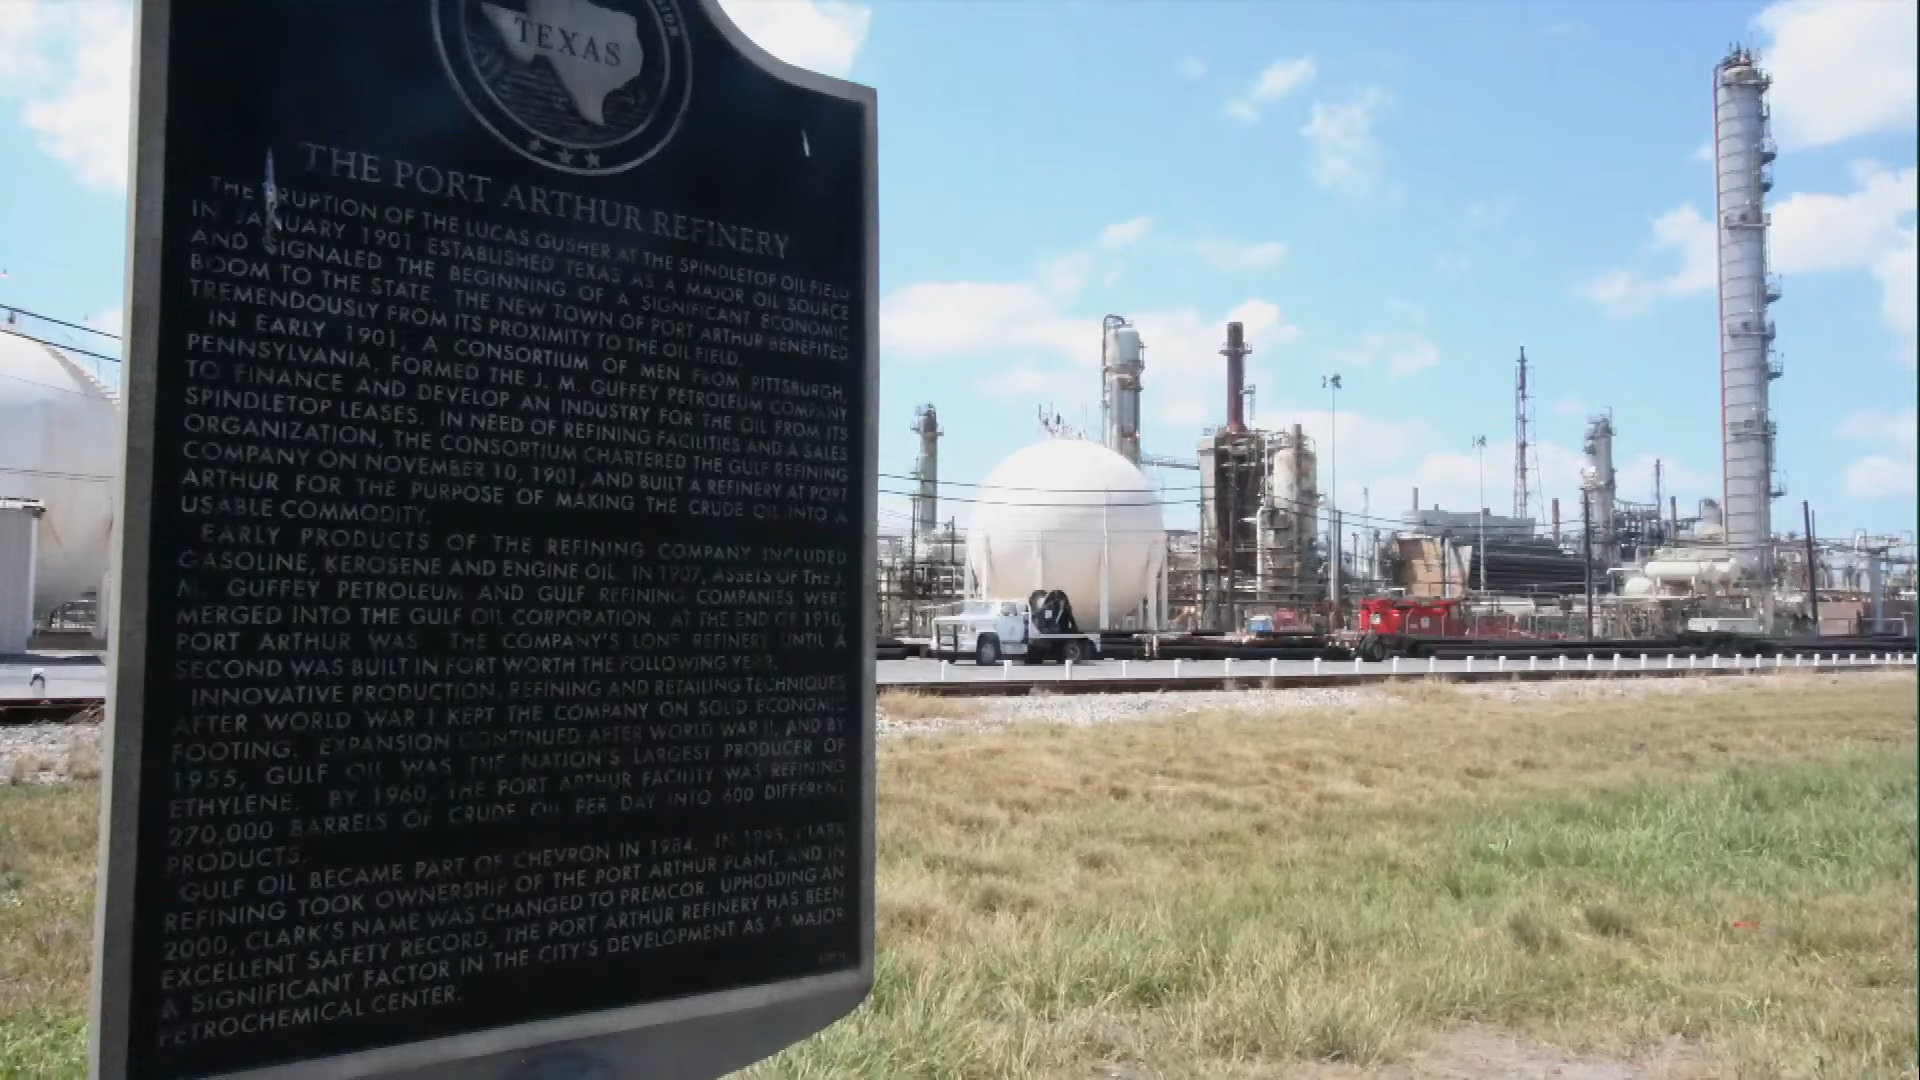 TEXAS
THE PORT ARTHUR REFINERY
THE ERUPTION OF THE LUCAS GUSHER AT THE SPINDLETOP OIL FIELD
IN JANUARY 1901 ESTABLISHED TEXAS AS A MAJOR OIL SOURCE
AND SIGNALED THE BEGINNING OF A SIGNIFICANT ECONOMIC
BOOM TO THE STATE. THE NEW TOWN OF PORT ARTHUR BENEFITED
TREMENDOUSLY FROM ITS PROXIMITY TO THE OIL FIELD.
IN EARLY 1901, A CONSORTIUM OF MEN FROM PITTSBURGH,
PENNSYLVANIA, FORMED THE J. M. GUFFEY PETROLEUM COMPANY
TO FINANCE AND DEVELOP AN INDUSTRY FOR THE OIL FROM ITS
SPINDLETOP LEASES. IN NEED OF REFINING FACILITIES AND A SALES
ORGANIZATION, THE CONSORTIUM CHARTERED THE GULF REFINING
COMPANY ON NOVEMBER 10, 1901, AND BUILT A REFINERY AT PORT
ARTHUR FOR THE PURPOSE OF MAKING THE CRUDE OIL INTO A
USABLE COMMODITY.
EARLY PRODUCTS OF THE REFINING COMPANY INCLUDED
GASOLINE, KEROSENE AND ENGINE OIL. IN 1907, ASSETS OF THE J.
M. GUFFEY PETROLEUM AND GULF REFINING COMPANIES WERE
MERGED INTO THE GULF OIL CORPORATION. AT THE END OF 1910,
PORT ARTHUR WAS THE COMPANY'S LONE REFINERY UNTIL A
SECOND WAS BUILT IN FORT WORTH THE FOLLOWING YEAR.
INNOVATIVE PRODUCTION, REFINING AND RETAILING TECHNIQUES
AFTER WORLD WAR I KEPT THE COMPANY ON SOLID ECONOMIC
FOOTING. EXPANSION CONTINUED AFTER WORLD WAR II, AND BY
1955, GULF OIL WAS THE NATION'S LARGEST PRODUCER OF
ETHYLENE. BY 1960, THE PORT ARTHUR FACILITY WAS REFINING
270,000 BARRELS OF CRUDE OIL PER DAY INTO 600 DIFFERENT
PRODUCTS.
GULF OIL BECAME PART OF CHEVRON IN 1984. IN 1995, CLARK
REFINING TOOK OWNERSHIP OF THE PORT ARTHUR PLANT, AND IN
2000, CLARK'S NAME WAS CHANGED TO PREMCOR. UPHOLDING AN
EXCELLENT SAFETY RECORD, THE PORT ARTHUR REFINERY HAS BEEN
A SIGNIFICANT FACTOR IN THE CITY'S DEVELOPMENT AS A MAJOR
PETROCHEMICAL CENTER.